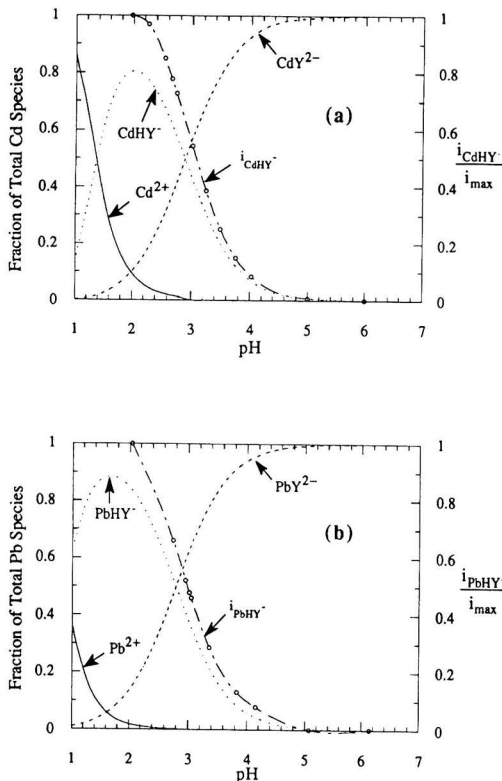 1
0.8
0.6
0.4
0.2
0
Fraction of Total Cd Species
CdHY-
Cd2+
CdY2−
(a)
iCdHY-
1
0.8
0.6
0.4
0.2
0
iCdHY-
imax
1 2 3 4 5 6 7
pH
1
0.8
0.6
0.4
0.2
0
Fraction of Total Pb Species
PbHY-
Pb2+
PbY2−
(b)
iPbHY-
1
0.8
0.6
0.4
0.2
0
iPbHY-
imax
1 2 3 4 5 6 7
pH